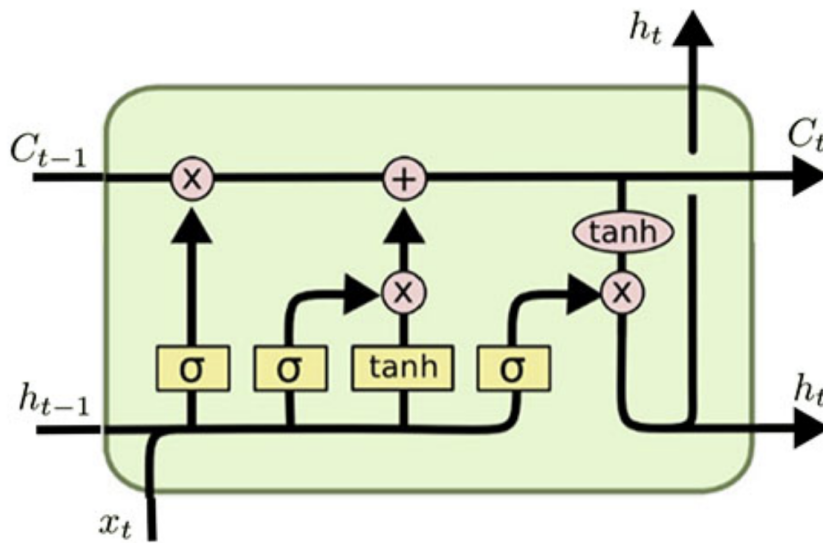 h_t
C_{t-1}
x
+
C_t
tanh
x
x
σ
σ
tanh
σ
h_{t-1}
h_t
x_t